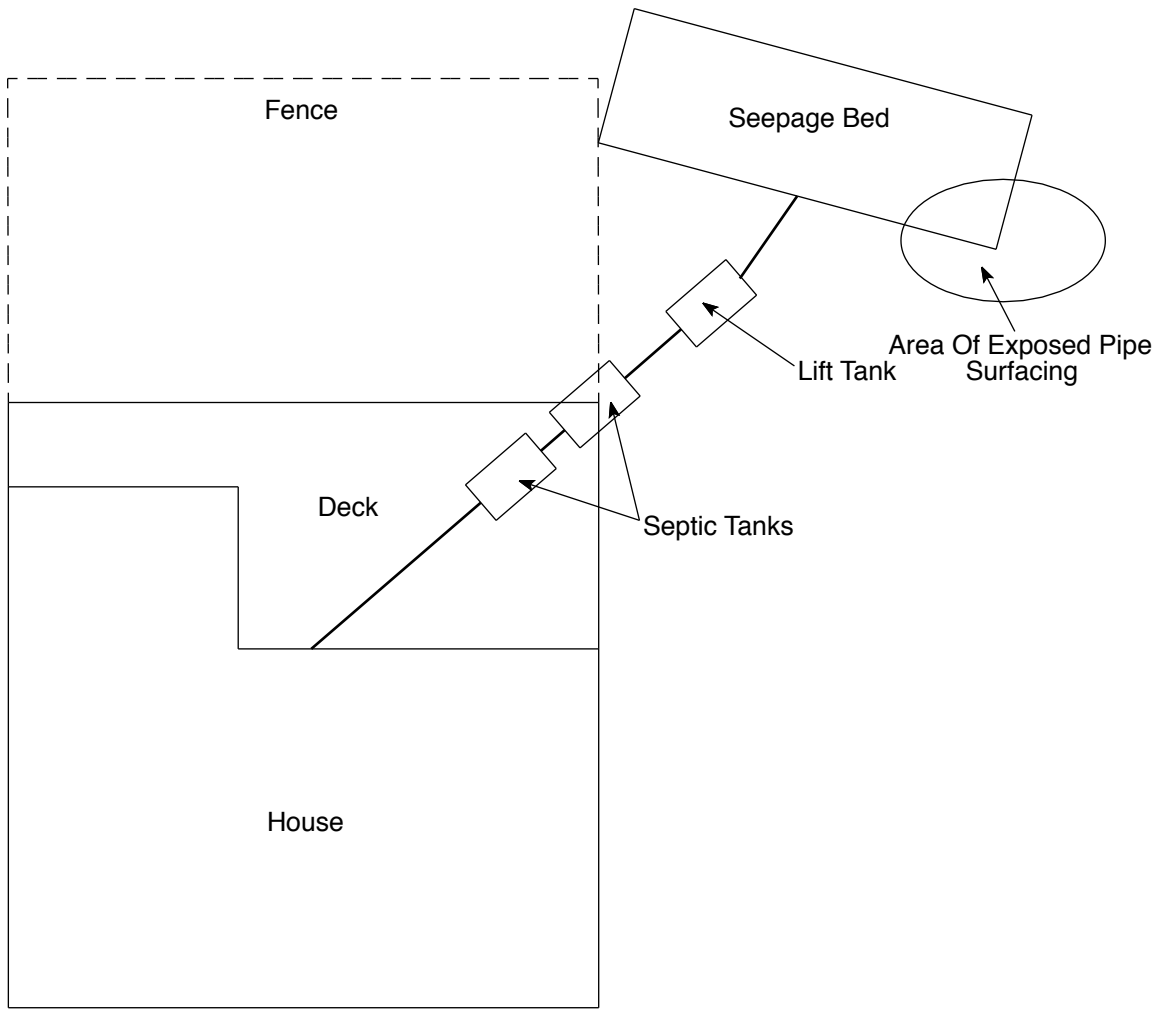 Fence
Seepage Bed
Area Of Exposed Pipe
Surfacing
Lift Tank
Deck
Septic Tanks
House